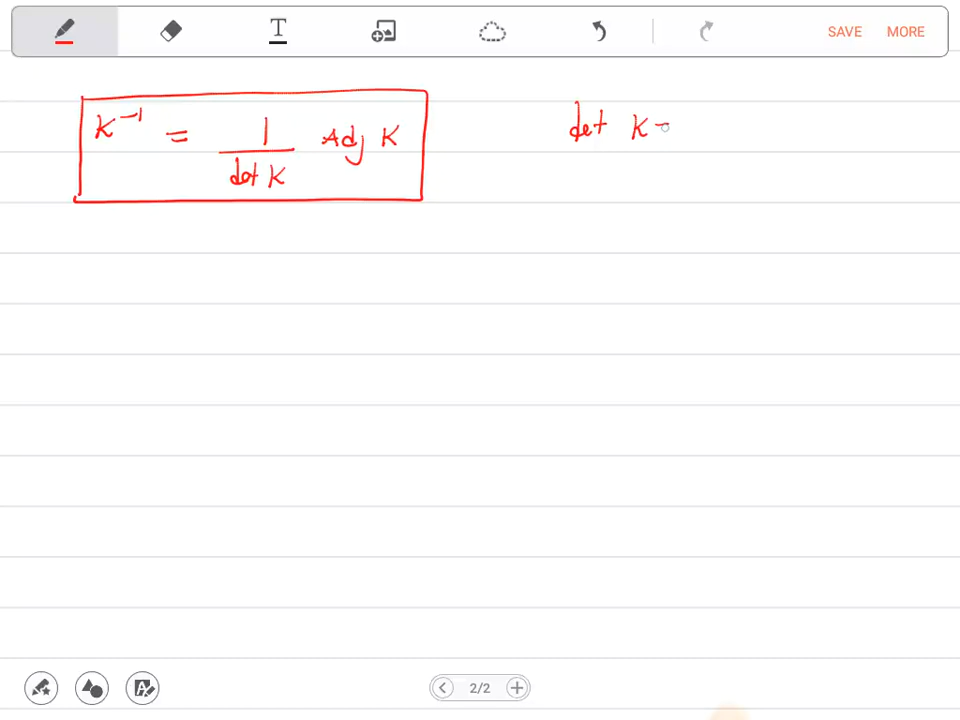 T SAVE MORE
K⁻¹ = 1/det K Adj K
det K -
2/2